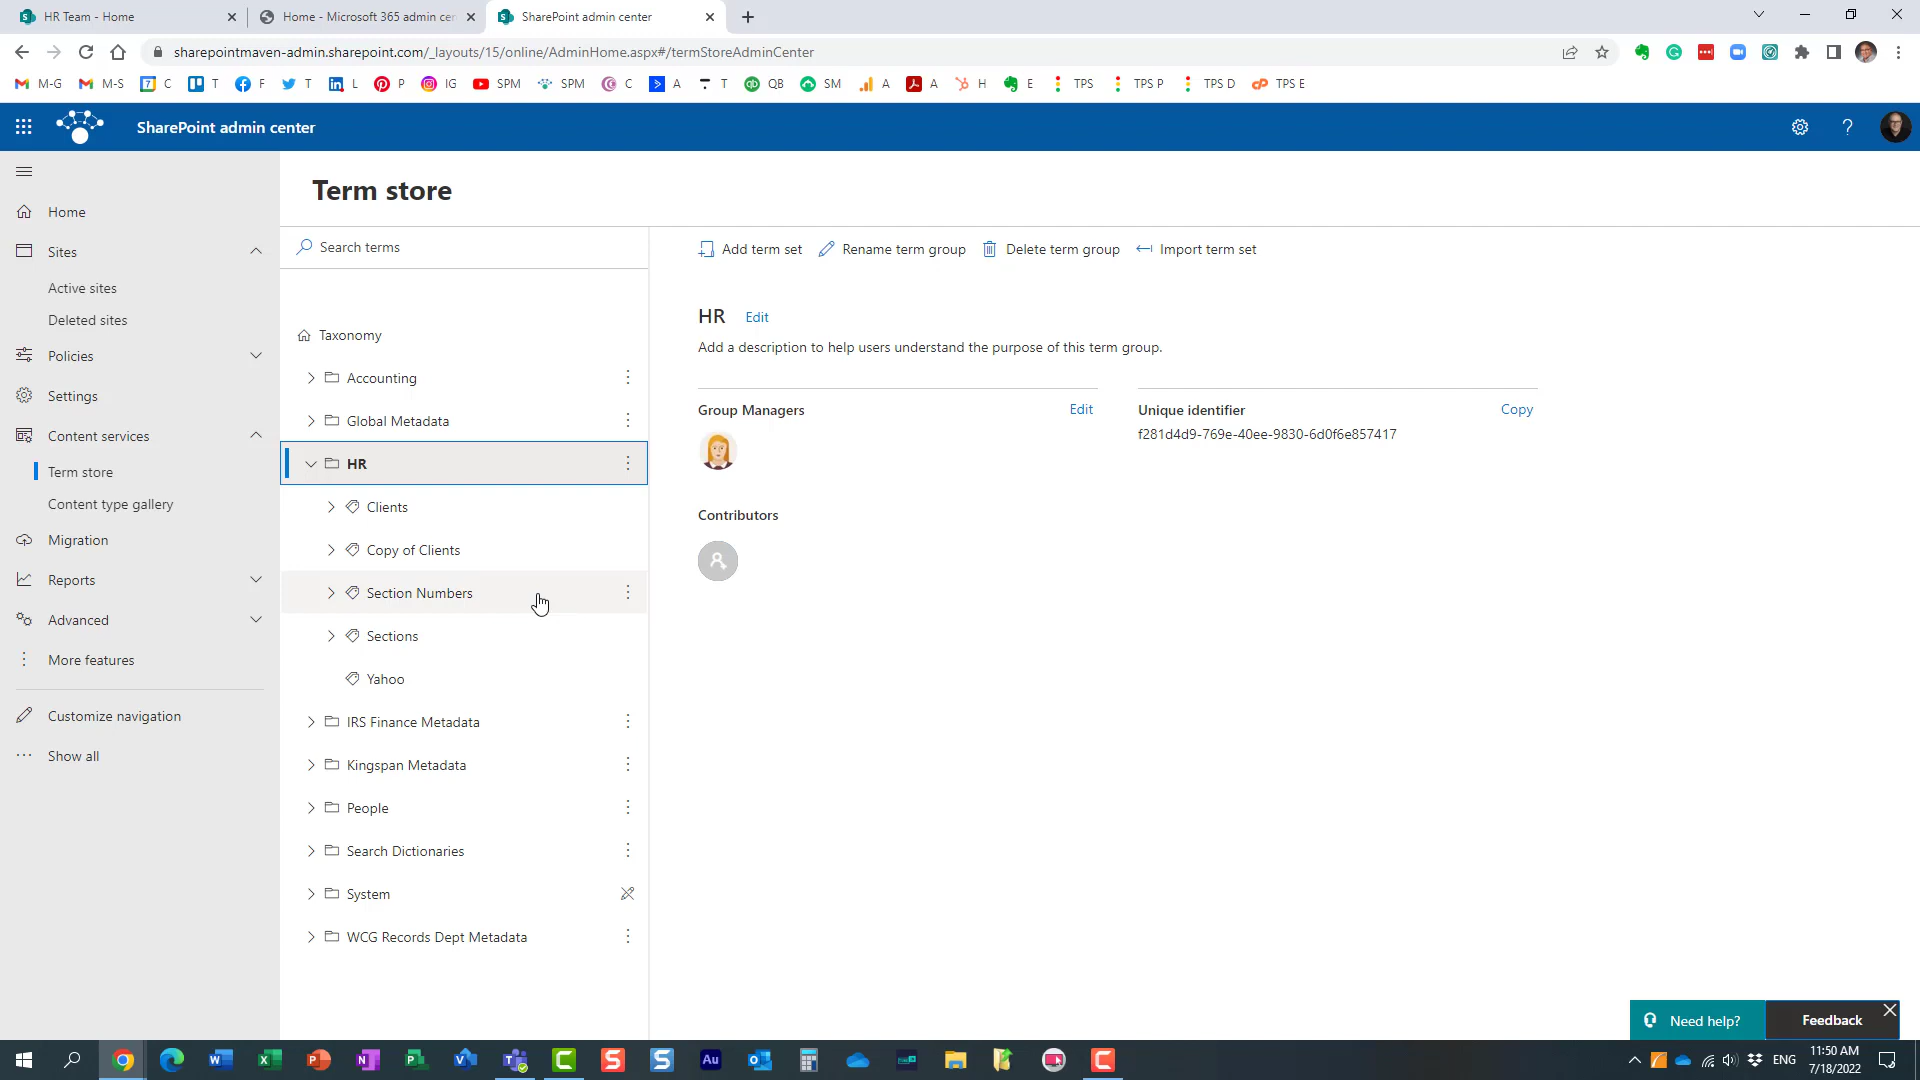 HR Team - Home
Home - Microsoft 365 admin cen
SharePoint admin center
sharepointmaven-admin.sharepoint.com/_layouts/15/online/AdminHome.aspx#/termStoreAdminCenter
M-G M-S C T F T L P IG SPM SPM C A T QB SM A A H E TPS TPS P TPS D TPS E
SharePoint admin center
Home
Sites
Active sites
Deleted sites
Policies
Settings
Content services
Term store
Content type gallery
Migration
Reports
Advanced
More features
Customize navigation
Show all
Term store
Search terms
Taxonomy
Accounting
Global Metadata
HR
Clients
Copy of Clients
Section Numbers
Sections
Yahoo
IRS Finance Metadata
Kingspan Metadata
People
Search Dictionaries
System
WCG Records Dept Metadata
Add term set Rename term group Delete term group Import term set
HR Edit
Add a description to help users understand the purpose of this term group.
Group Managers Edit
Unique identifier Copy
f281d4d9-769e-40ee-9830-6d0f6e857417
Contributors
Need help?
Feedback
ENG
11:50 AM
7/18/2022